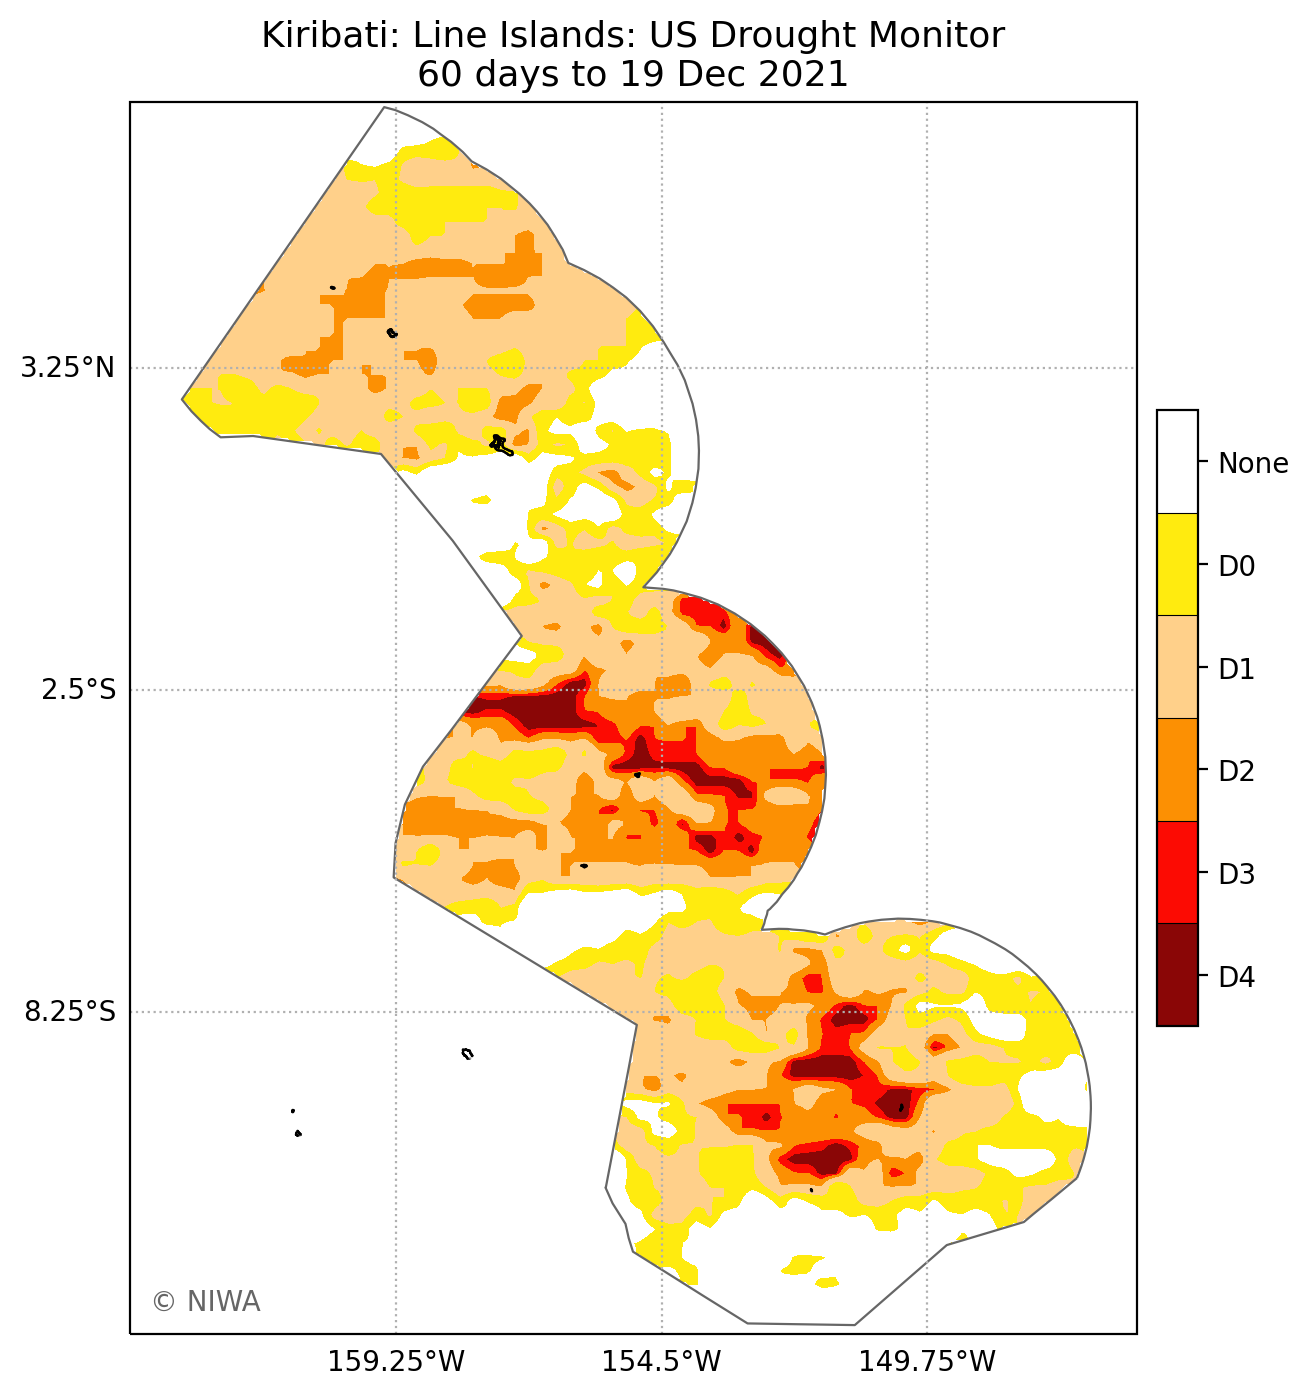 Kiribati: Line Islands: US Drought Monitor
60 days to 19 Dec 2021
3.25°N
2.5°S
8.25°S
159.25°W
154.5°W
149.75°W
None
D0
D1
D2
D3
D4
© NIWA